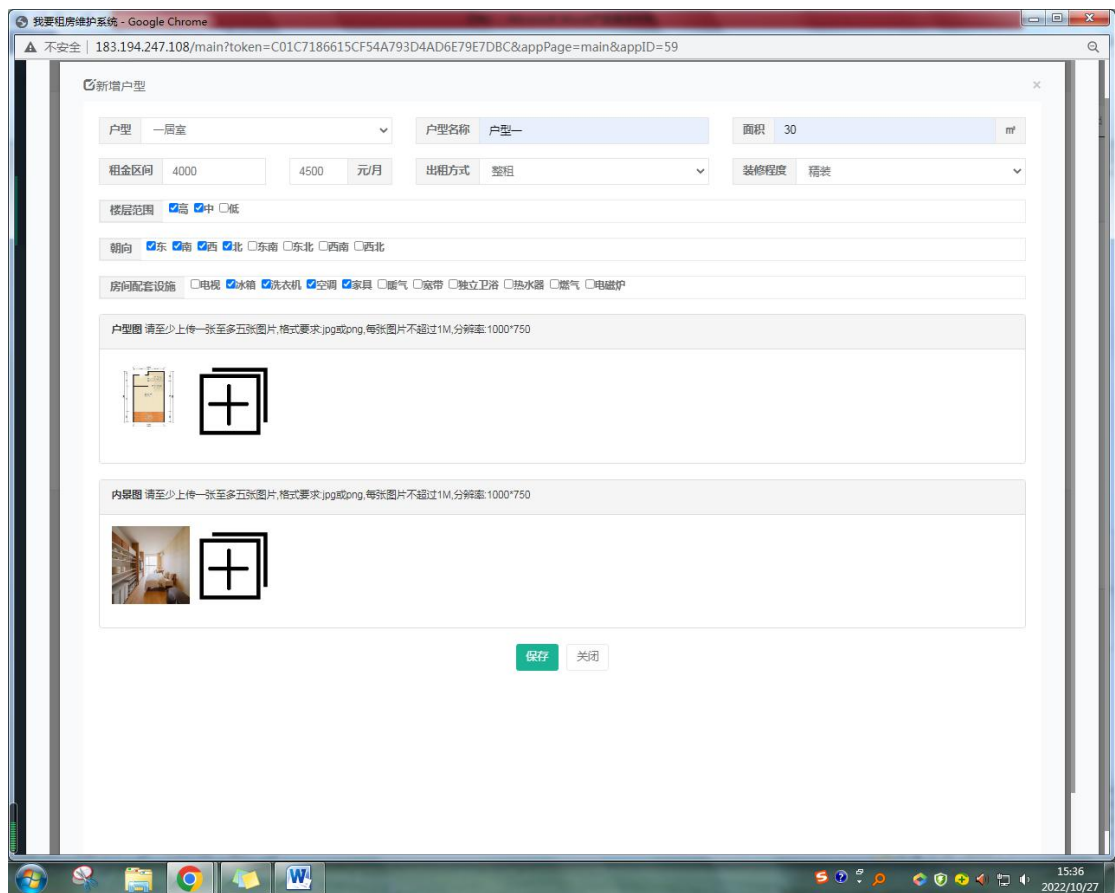 我要租房维护系统 - Google Chrome
不安全 | 183.194.247.108/main?token=C01C7186615CF54A793D4AD6E79E7DBC&appPage=main&appID=59
新增户型 ×
户型 一居室 户型名称 户型一 面积 30 ㎡
租金区间 4000 4500 元/月 出租方式 整租 装修程度 精装
楼层范围 高 中 低
朝向 东 南 西 北 东南 东北 西南 西北
房间配套设施 电视 冰箱 洗衣机 空调 家具 暖气 宽带 独立卫浴 热水器 燃气 电磁炉
户型图 请至少上传一张至多五张图片,格式要求:jpg或png,每张图片不超过1M,分辨率:1000*750
内景图 请至少上传一张至多五张图片,格式要求:jpg或png,每张图片不超过1M,分辨率:1000*750
保存 关闭
15:36
2022/10/27